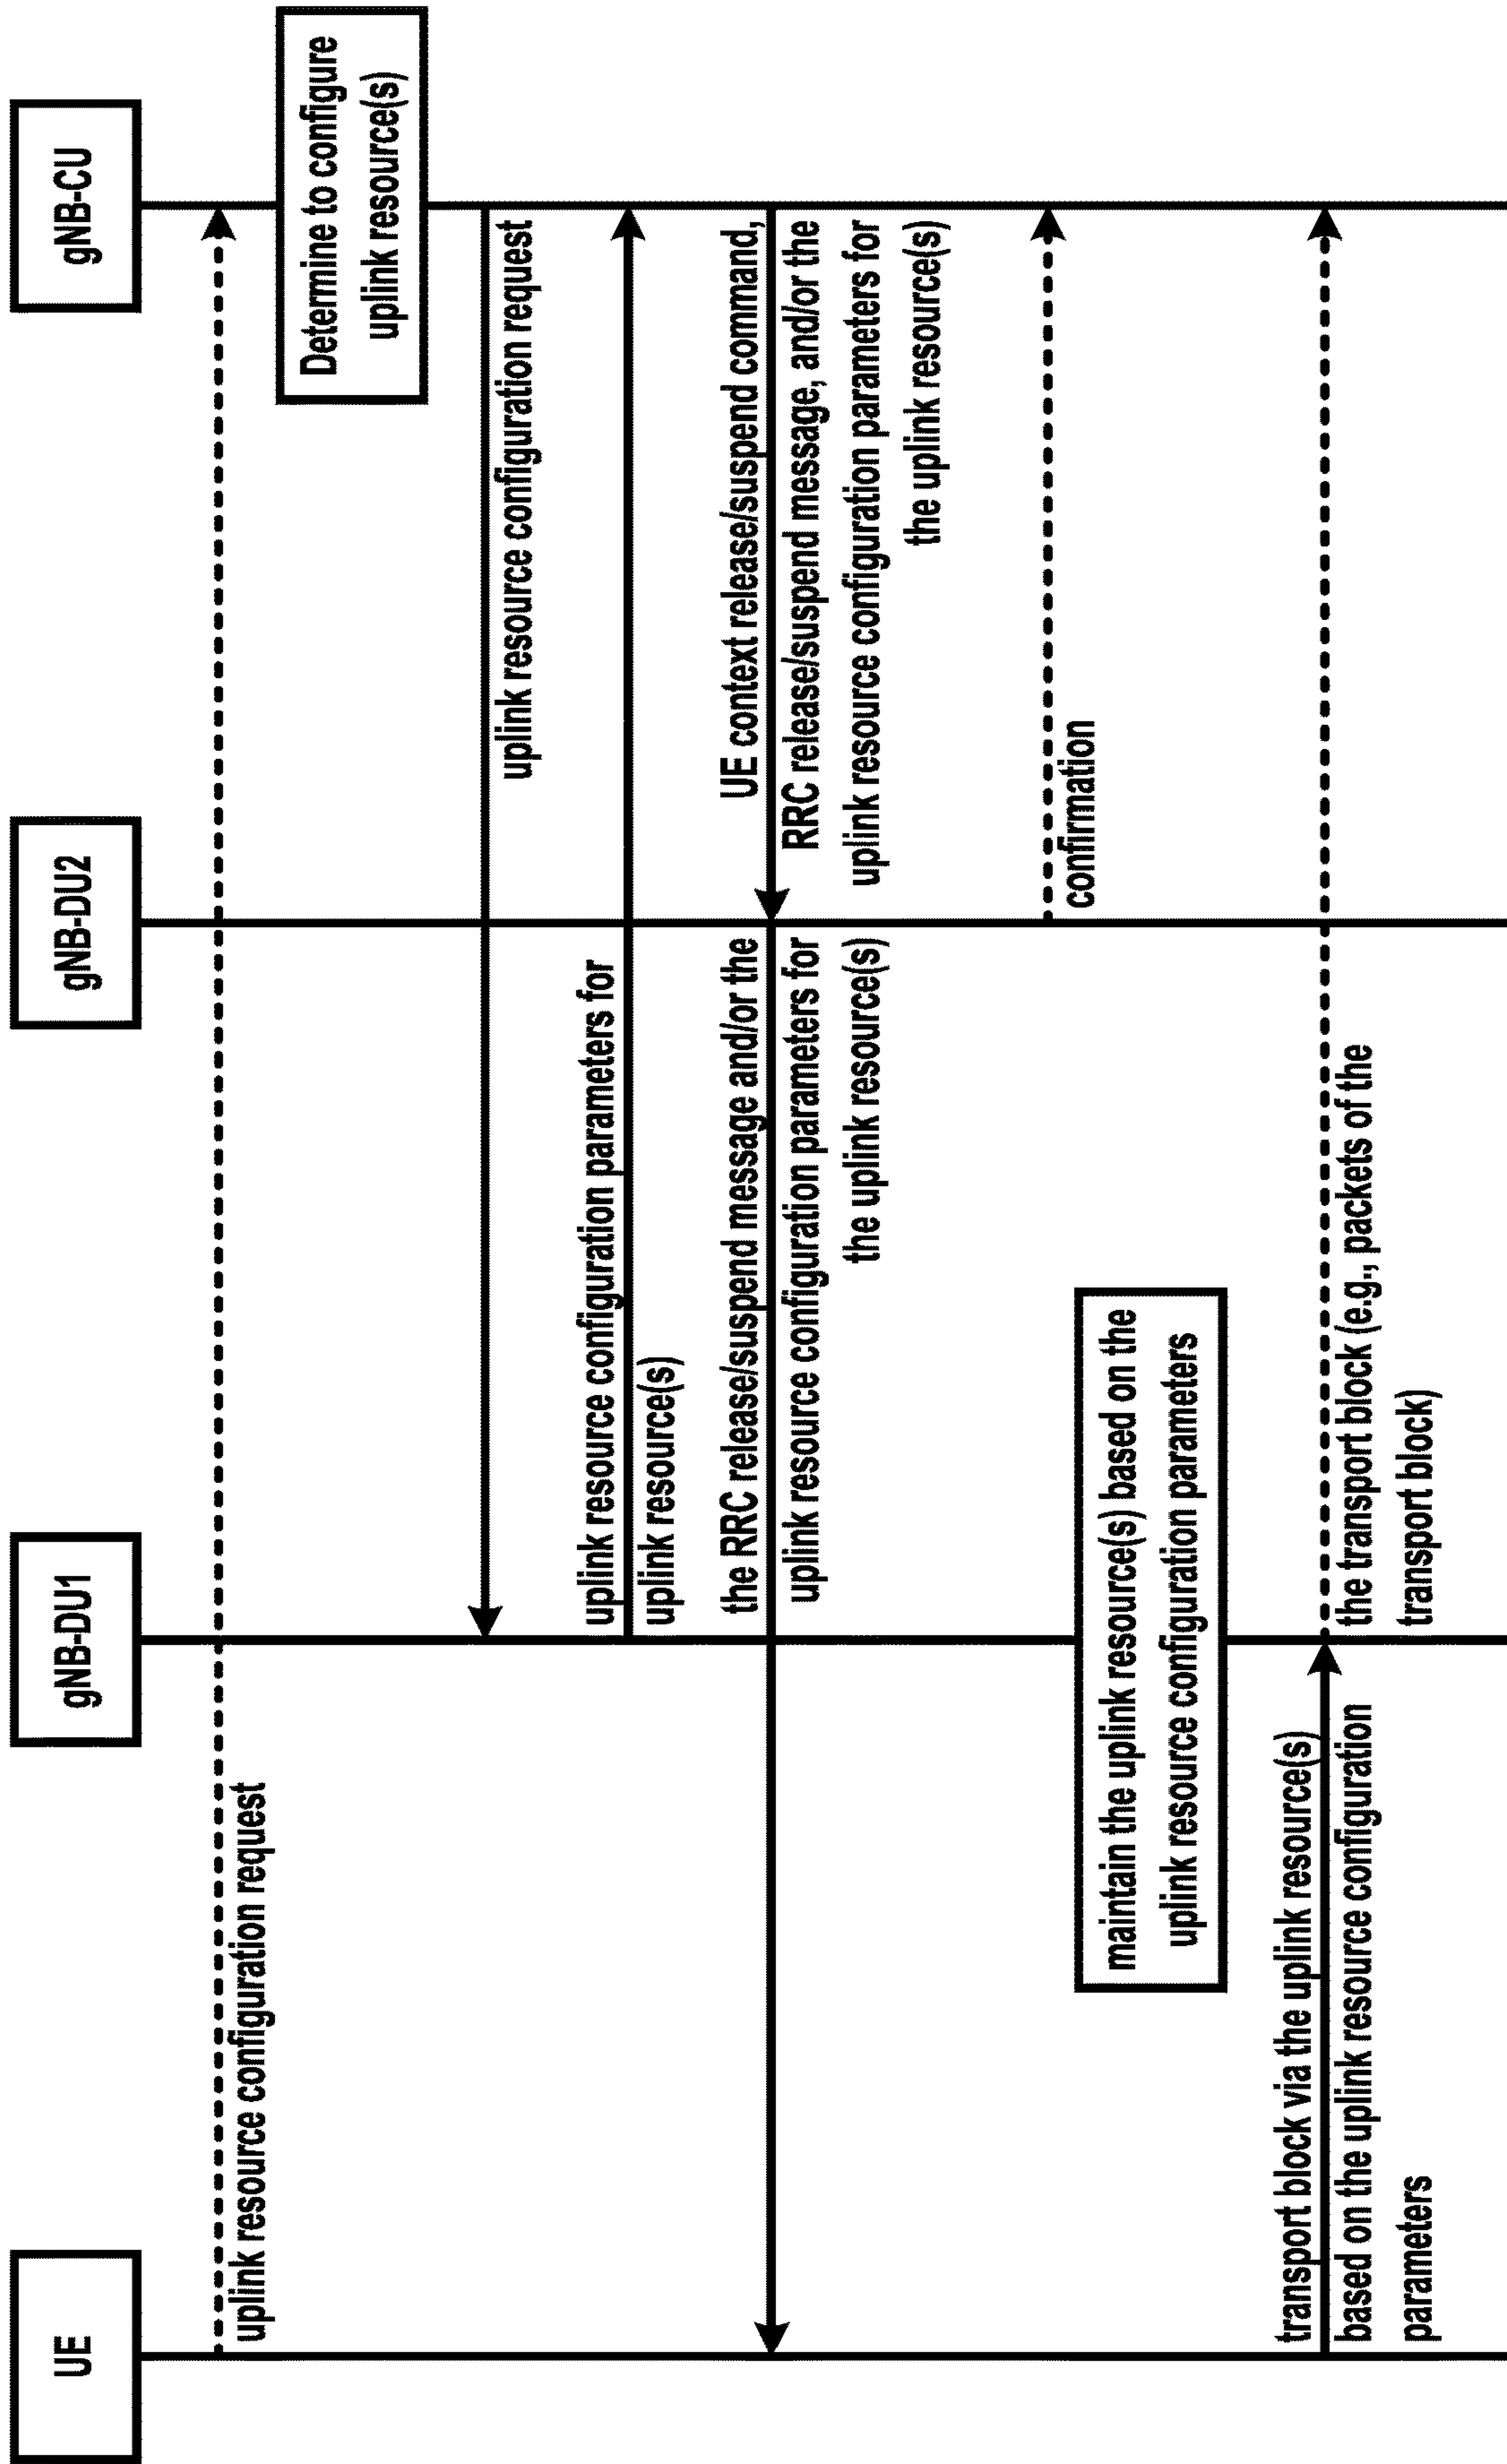 UE
gNB-DU1
gNB-DU2
gNB-CU
uplink resource configuration request
Determine to configure
uplink resource(s)
uplink resource configuration request
uplink resource configuration parameters for
uplink resource(s)
UE context release/suspend command,
RRC release/suspend message, and/or the
uplink resource configuration parameters for
the uplink resource(s)
the RRC release/suspend message and/or the
uplink resource configuration parameters for
the uplink resource(s)
confirmation
maintain the uplink resource(s) based on the
uplink resource configuration parameters
transport block via the uplink resource(s)
based on the uplink resource configuration
parameters
the transport block (e.g., packets of the
transport block)